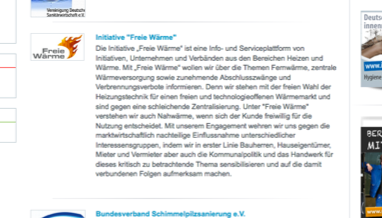 Vereinigung Deutsch
Sanitärwirtschaft e.V.
Deuts
innen
Initiative "Freie Wärme"
Freie
Wärme
Die Initiative „Freie Wärme" ist eine Info- und Serviceplattform von
Initiativen, Unternehmen und Verbänden aus den Bereichen Heizen und
Wärme. Mit „Freie Wärme" wollen wir über die Themen Fernwärme, zentrale
Wärmeversorgung sowie zunehmende Abschlusszwänge und
Verbrennungsverbote informieren. Denn wir stehen mit der freien Wahl der
Heizungstechnik für einen freien und technologieoffenen Wärmemarkt und
sind gegen eine schleichende Zentralisierung. Unter "Freie Wärme"
verstehen wir auch Nahwärme, wenn sich der Kunde freiwillig für die
Nutzung entscheidet. Mit unserem Engagement wehren wir uns gegen die
marktwirtschaftlich nachteilige Einflussnahme unterschiedlicher
Interessensgruppen, indem wir in erster Linie Bauherren, Hauseigentümer,
Mieter und Vermieter aber auch die Kommunalpolitik und das Handwerk für
dieses kritisch zu betrachtende Thema sensibilisieren und auf die damit
verbundenen Folgen aufmerksam machen.
www.
Hygiene
BER
MIT
www
Bundesverband Schimmelpilzsanierung e.V.